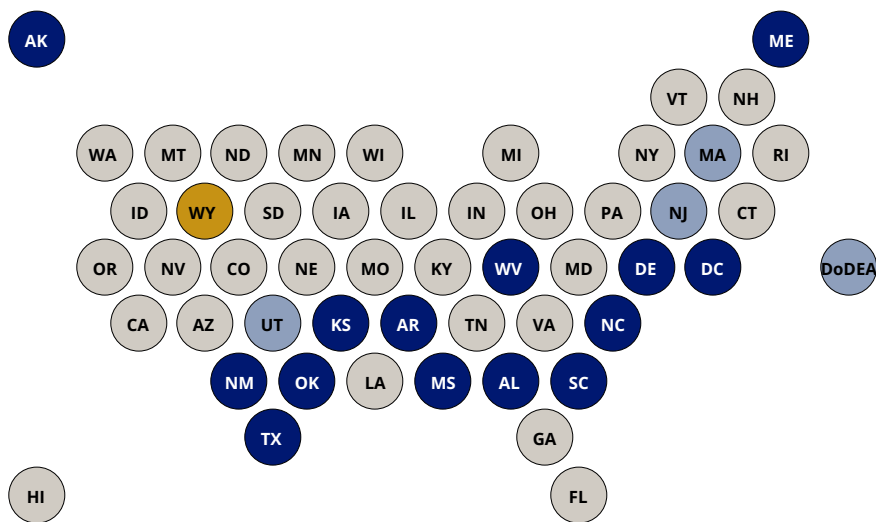 AK ME
VT NH
WA MT ND MN WI MI NY MA RI
ID WY SD IA IL IN OH PA NJ CT
OR NV CO NE MO KY WV MD DE DC DoDEA
CA AZ UT KS AR TN VA NC
NM OK LA MS AL SC
TX GA
HI FL